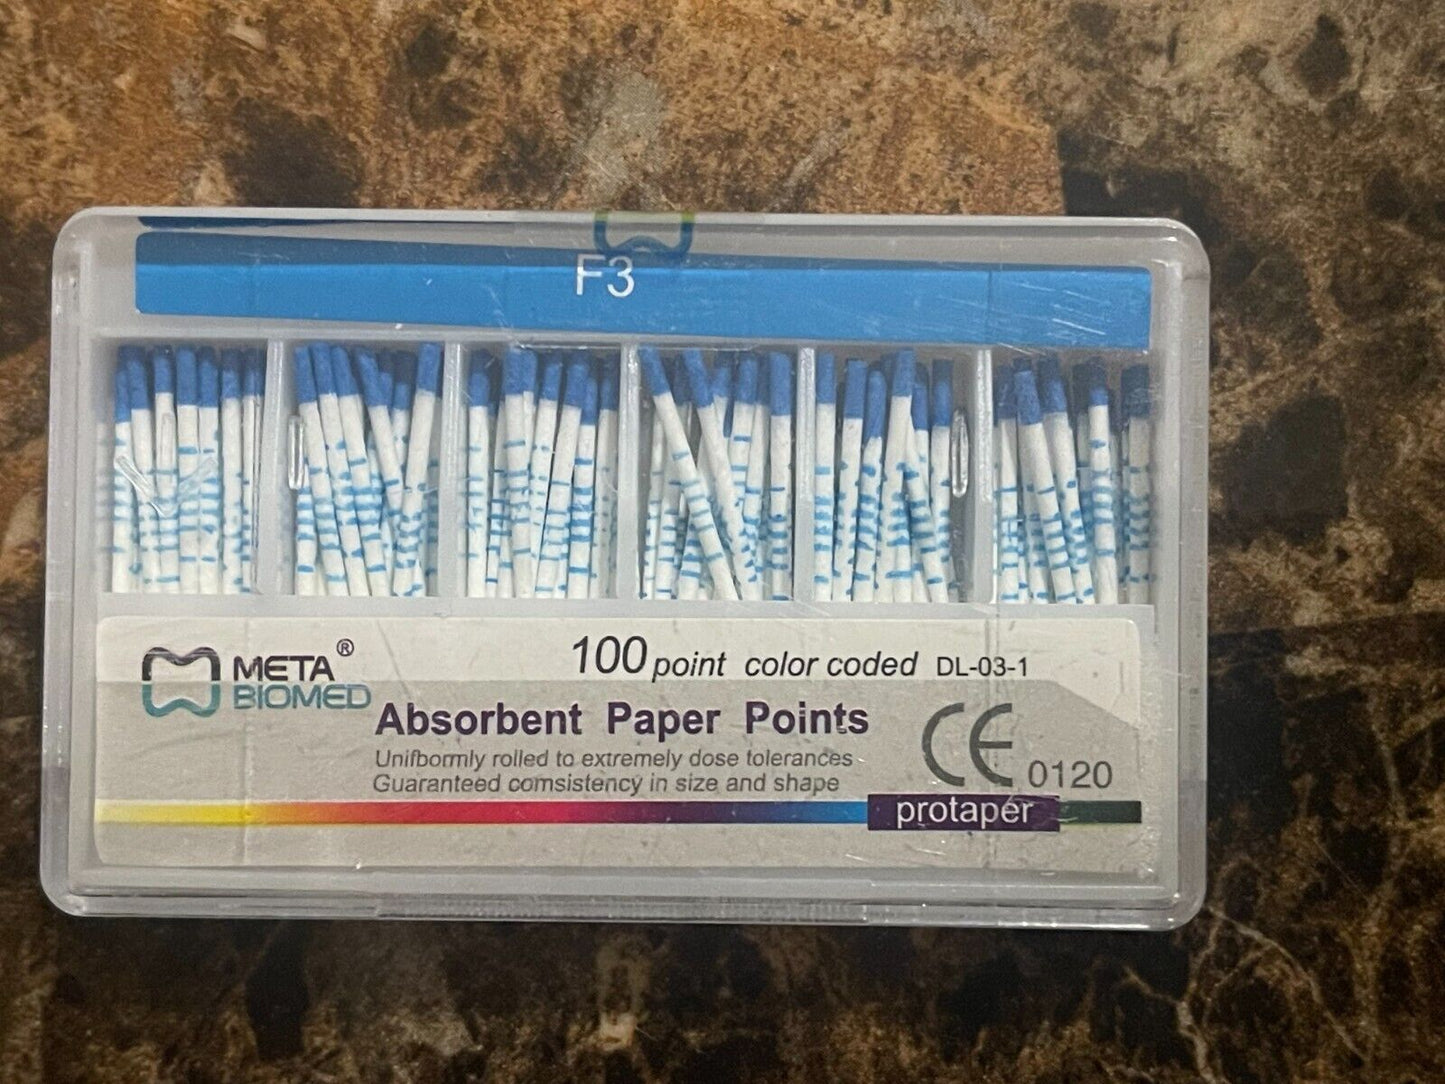 F3
META®
BIOMED
100 point color coded DL-03-1
Absorbent Paper Points
Unifbormly rolled to extremely dose tolerances
Guaranteed comsistency in size and shape
CE 0120
protaper